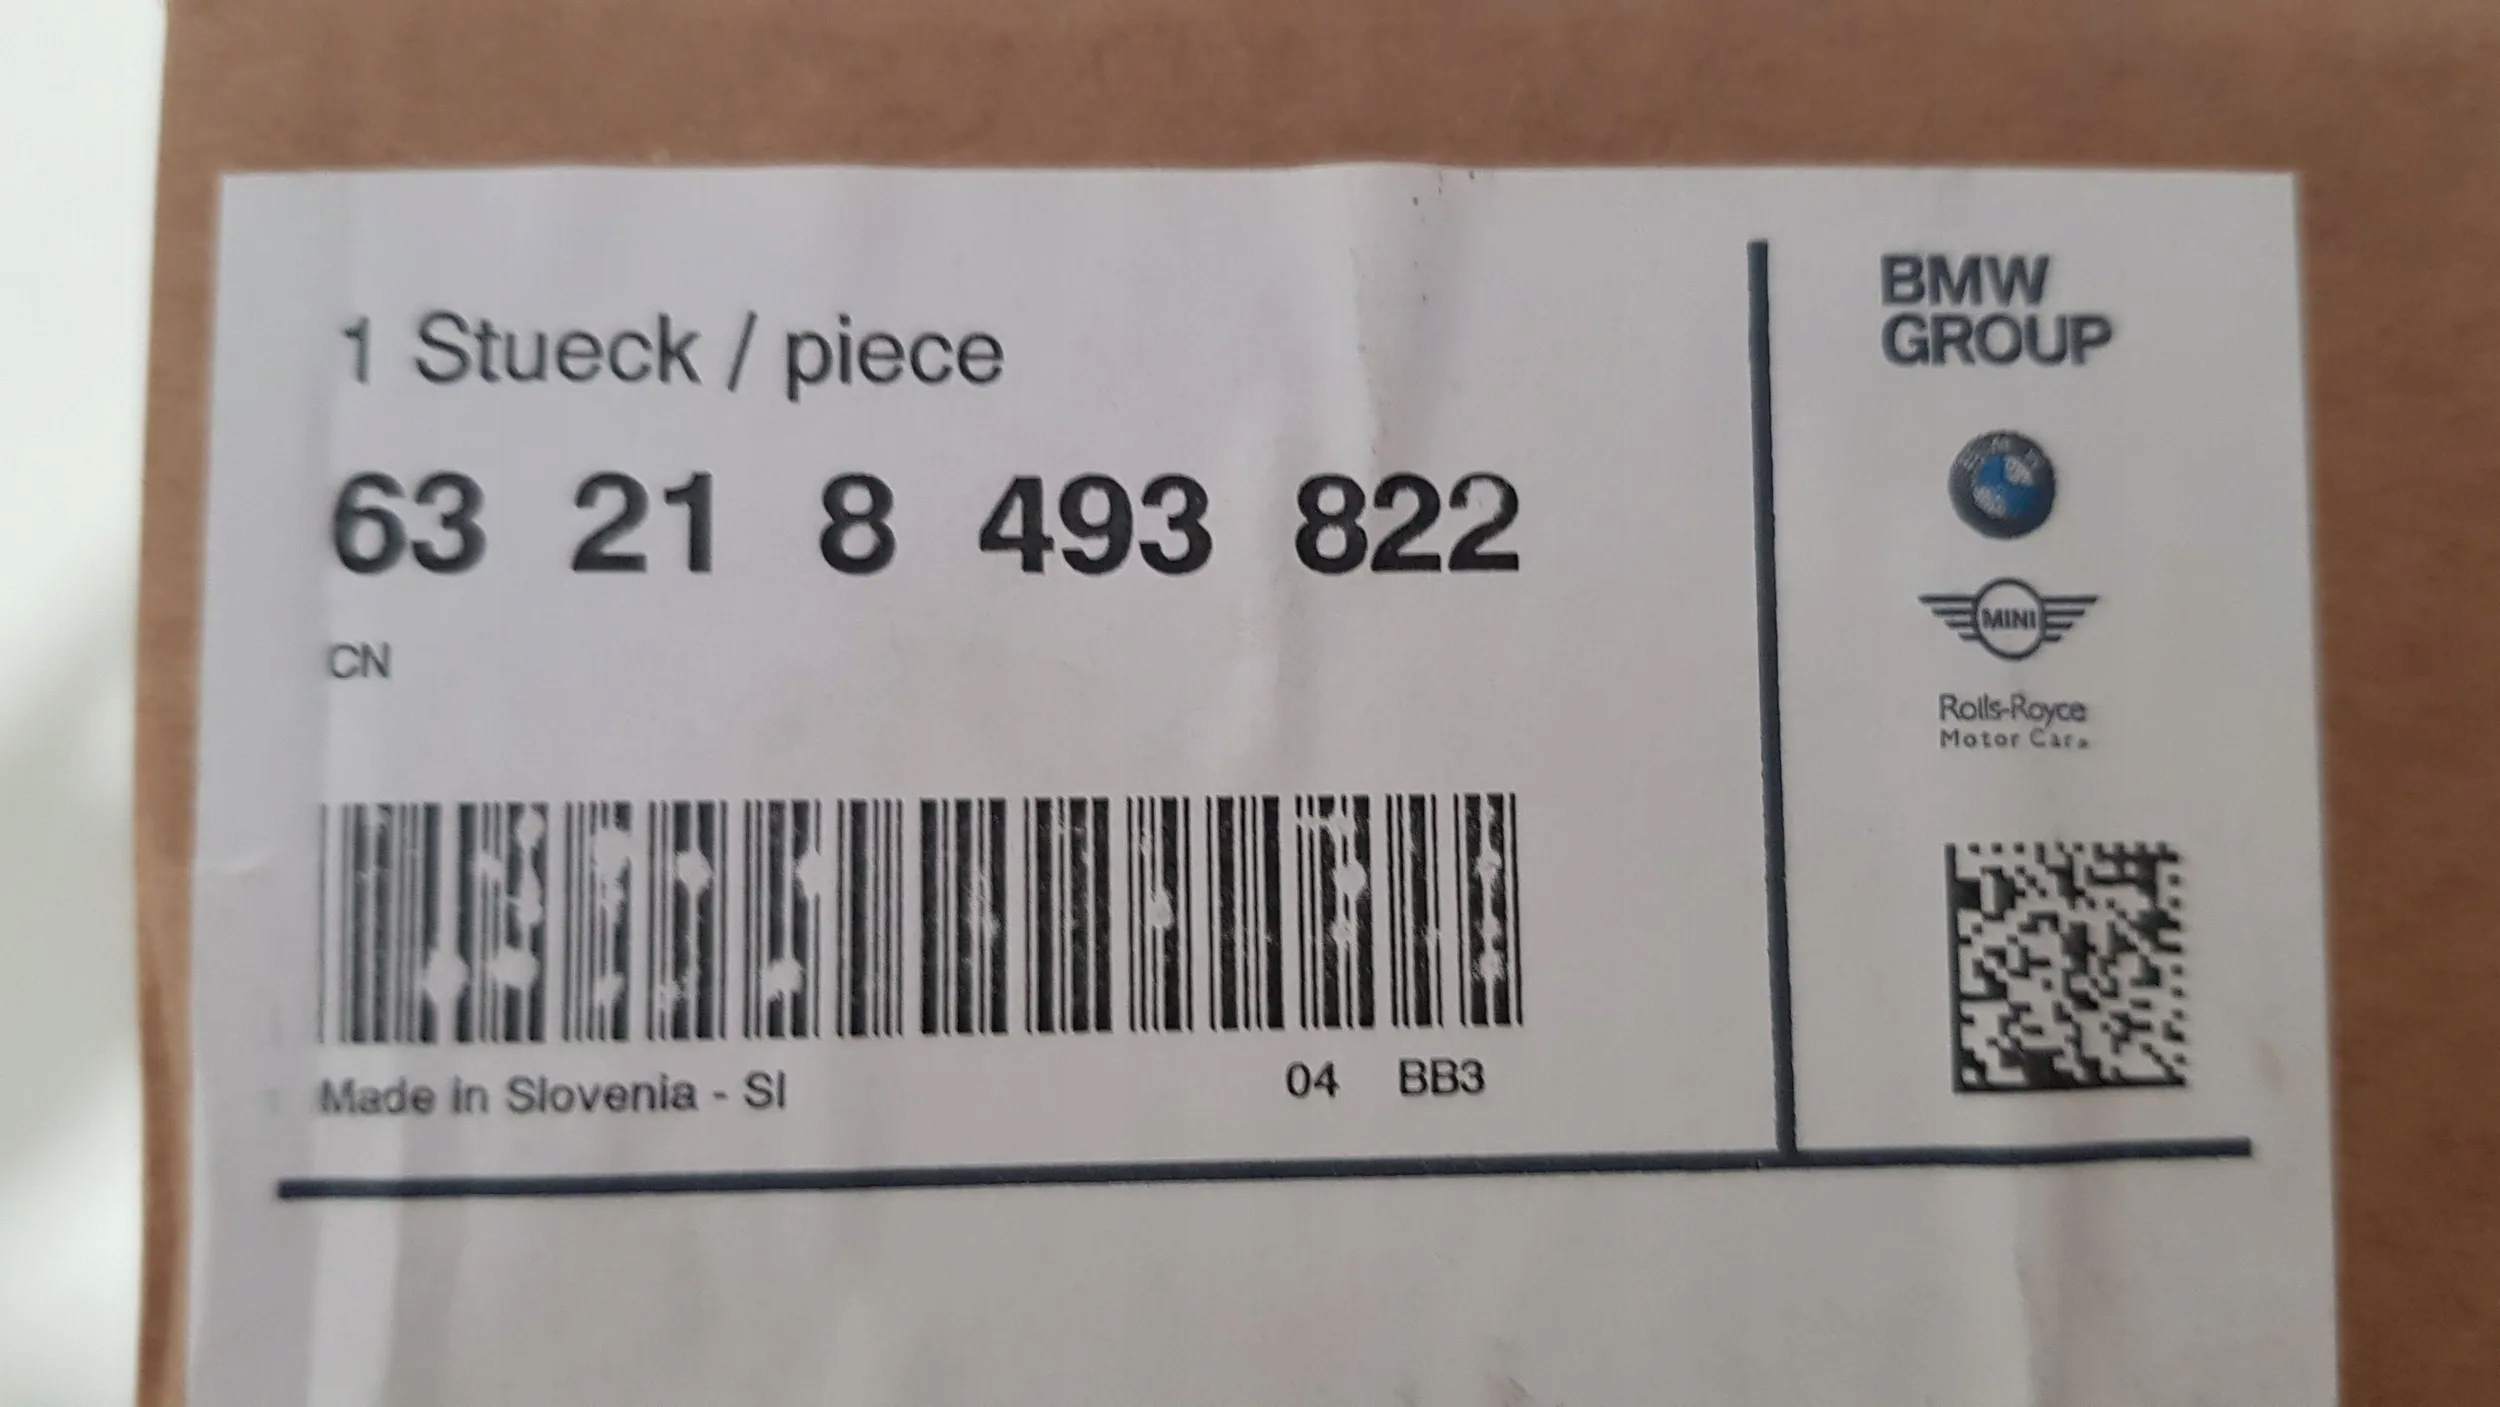 1 Stueck / piece
63 21 8 493 822
CN
Made in Slovenia - SI
04 BB3
BMW
GROUP
MINI
Rolls-Royce
Motor Cars